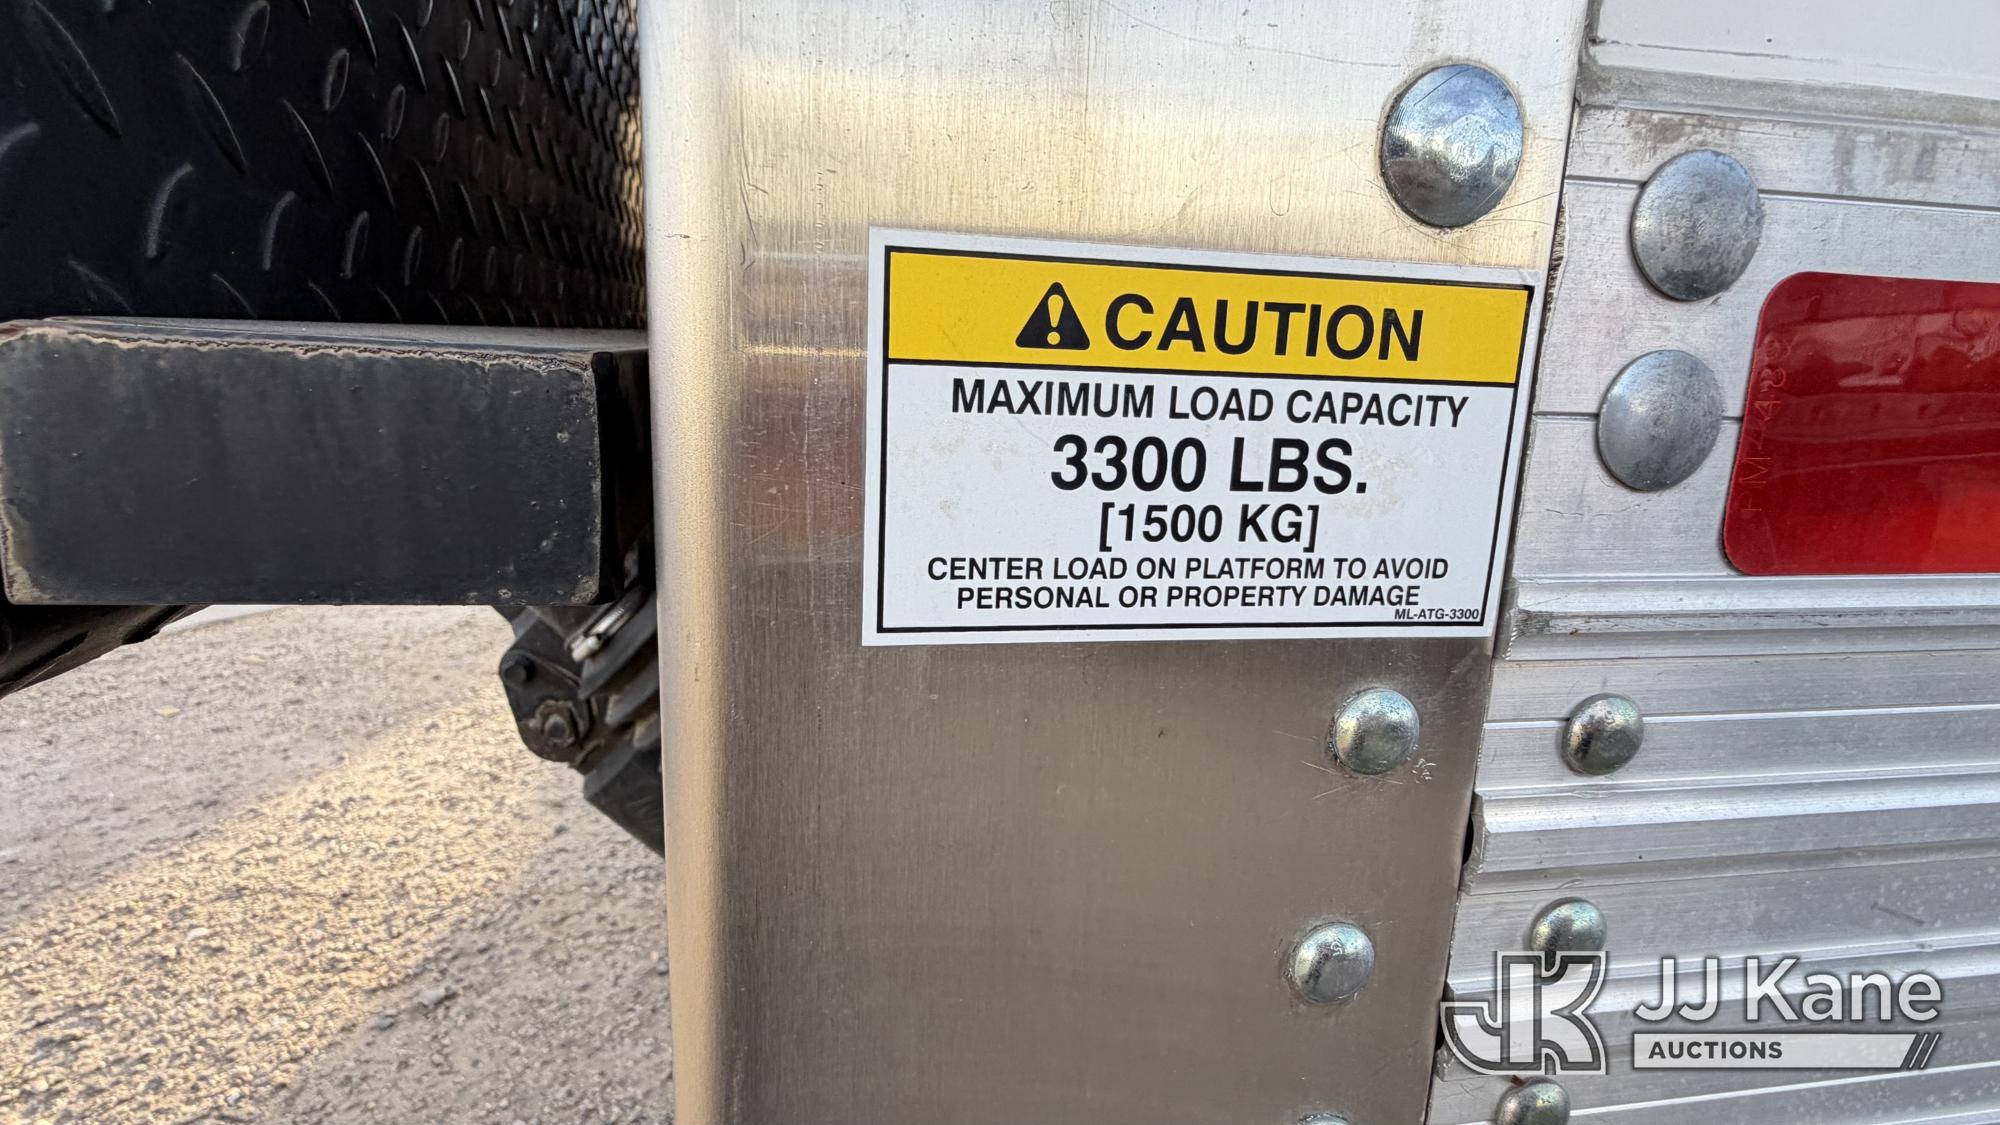 CAUTION
MAXIMUM LOAD CAPACITY
3300 LBS.
[1500 KG]
CENTER LOAD ON PLATFORM TO AVOID
PERSONAL OR PROPERTY DAMAGE
ML-ATG-3300
JK JJ Kane
AUCTIONS